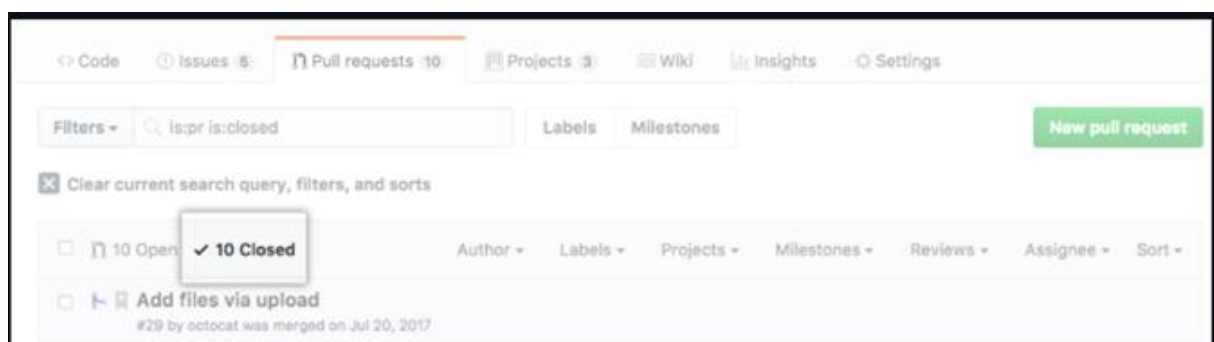 Code Issues 5 Pull requests 10 Projects 3 Wiki Insights Settings
Filters is:pr is:closed Labels Milestones New pull request
Clear current search query, filters, and sorts
10 Open 10 Closed Author Labels Projects Milestones Reviews Assignee Sort
Add files via upload
#29 by octocat was merged on Jul 20, 2017